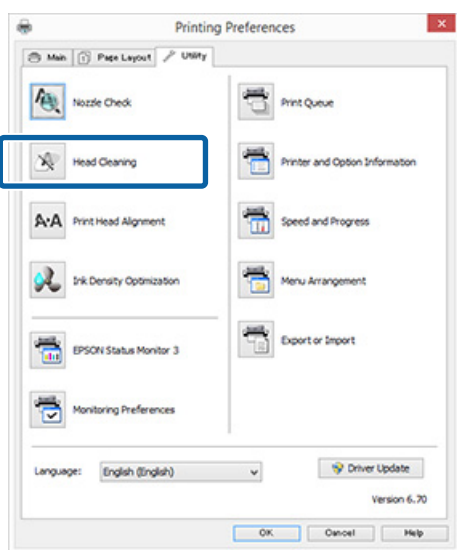 Printing Preferences
Main
Page Layout
Utility
Nozzle Check
Print Queue
Head Cleaning
Printer and Option Information
A·A
Print Head Alignment
Speed and Progress
Ink Density Optimization
Menu Arrangement
EPSON Status Monitor 3
Export or Import
Monitoring Preferences
Language:
English (English)
Driver Update
Version 6.70
OK
Cancel
Help